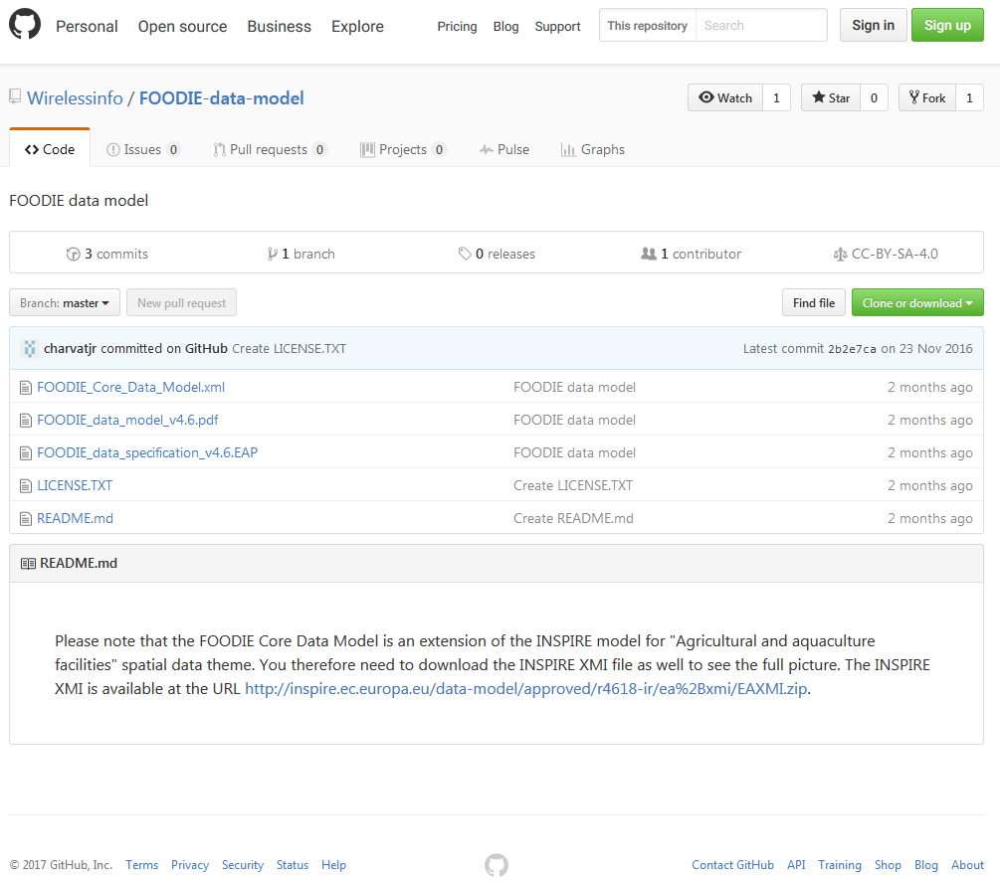 Personal Open source Business Explore Pricing Blog Support This repository Search Sign in Sign up
Wirelessinfo / FOODIE-data-model Watch 1 Star 0 Fork 1
Code Issues 0 Pull requests 0 Projects 0 Pulse Graphs
FOODIE data model
3 commits 1 branch 0 releases 1 contributor CC-BY-SA-4.0
Branch: master New pull request Find file Clone or download
charvatjr committed on GitHub Create LICENSE.TXT Latest commit 2b2e7ca on 23 Nov 2016
FOODIE_Core_Data_Model.xml FOODIE data model 2 months ago
FOODIE_data_model_v4.6.pdf FOODIE data model 2 months ago
FOODIE_data_specification_v4.6.EAP FOODIE data model 2 months ago
LICENSE.TXT Create LICENSE.TXT 2 months ago
README.md Create README.md 2 months ago
README.md
Please note that the FOODIE Core Data Model is an extension of the INSPIRE model for "Agricultural and aquaculture
facilities" spatial data theme. You therefore need to download the INSPIRE XMI file as well to see the full picture. The INSPIRE
XMI is available at the URL http://inspire.ec.europa.eu/data-model/approved/r4618-ir/ea%2Bxmi/EAXMI.zip.
© 2017 GitHub, Inc. Terms Privacy Security Status Help Contact GitHub API Training Shop Blog About